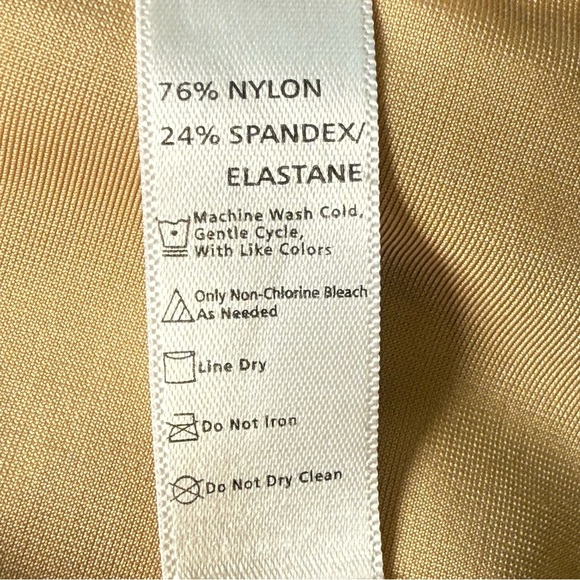 76% NYLON
24% SPANDEX/
ELASTANE
Machine Wash Cold,
Gentle Cycle,
With Like Colors
Only Non-Chlorine Bleach
As Needed
Line Dry
Do Not Iron
Do Not Dry Clean